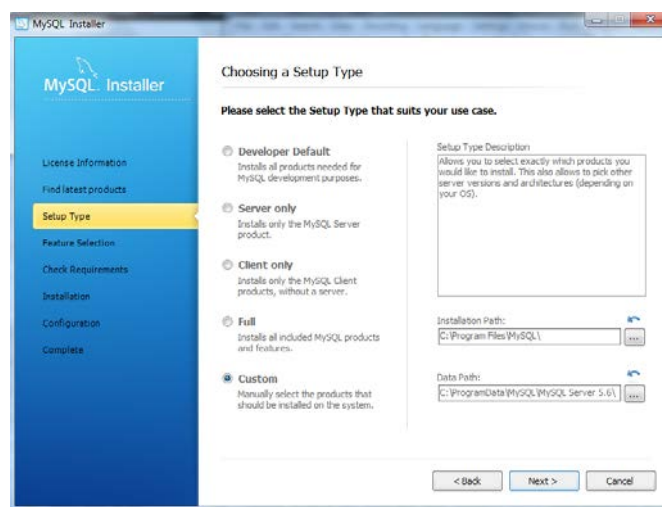 MySQL Installer
MySQL. Installer
License Information
Find latest products
Setup Type
Feature Selection
Check Requirements
Installation
Configuration
Complete
Choosing a Setup Type
Please select the Setup Type that suits your use case.
Developer Default
Installs all products needed for
MySQL development purposes.
Server only
Installs only the MySQL Server
product.
Client only
Installs only the MySQL Client
products, without a server.
Full
Installs all included MySQL products
and features.
Custom
Manually select the products that
should be installed on the system.
Setup Type Description
Allows you to select exactly which products you
would like to install. This also allows to pick other
server versions and architectures (depending on
your OS).
Installation Path:
C:\Program Files\MySQL\
...
Data Path:
C:\ProgramData\MySQL\MySQL Server 5.6\
...
< Back
Next >
Cancel